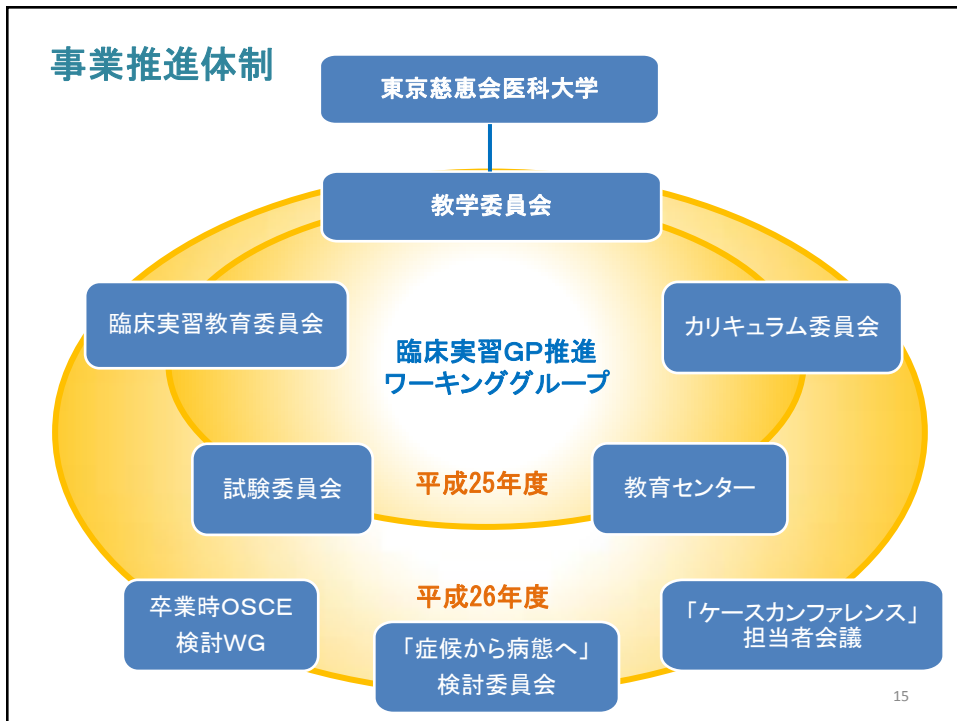 事業推進体制
東京慈恵会医科大学
教学委員会
臨床実習教育委員会
カリキュラム委員会
臨床実習GP推進
ワーキンググループ
試験委員会
平成25年度
教育センター
平成26年度
卒業時OSCE
検討WG
「症候から病態へ」
検討委員会
「ケースカンファレンス」
担当者会議
15